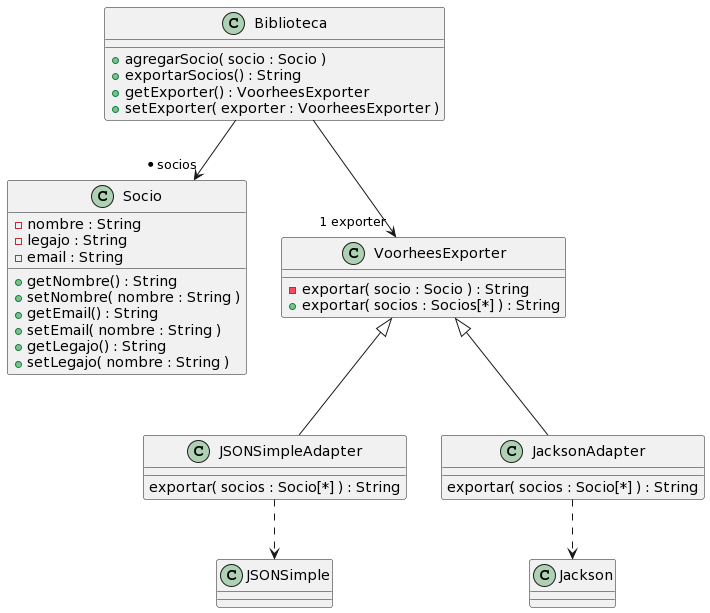 C Biblioteca
agregarSocio( socio : Socio )
exportarSocios() : String
getExporter() : VoorheesExporter
setExporter( exporter : VoorheesExporter )
* socios
1 exporter
C Socio
nombre : String
legajo : String
email : String
getNombre() : String
setNombre( nombre : String )
getEmail() : String
setEmail( nombre : String )
getLegajo() : String
setLegajo( nombre : String )
C VoorheesExporter
exportar( socio : Socio ) : String
exportar( socios : Socios[*] ) : String
C JSONSimpleAdapter
exportar( socios : Socio[*] ) : String
C JacksonAdapter
exportar( socios : Socio[*] ) : String
C JSONSimple
C Jackson